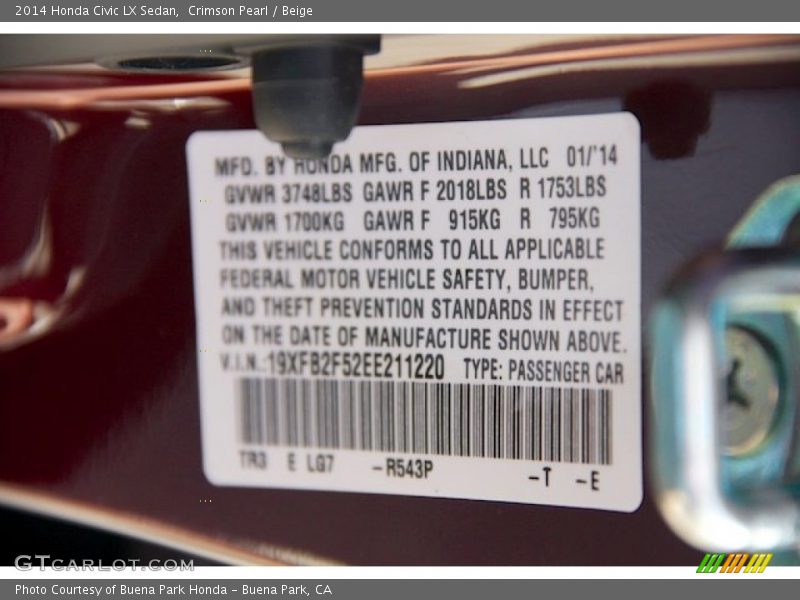 2014 Honda Civic LX Sedan,  Crimson Pearl / Beige
MFD. BY HONDA MFG. OF INDIANA, LLC 01/'14
GVWR 3748LBS GAWR F 2018LBS R 1753LBS
GVWR 1700KG GAWR F 915KG R 795KG
THIS VEHICLE CONFORMS TO ALL APPLICABLE
FEDERAL MOTOR VEHICLE SAFETY, BUMPER,
AND THEFT PREVENTION STANDARDS IN EFFECT
ON THE DATE OF MANUFACTURE SHOWN ABOVE.
V.I.N.:19XFB2F52EE211220 TYPE: PASSENGER CAR
TR3 E LG7 -R543P -T -E
GTCARLOT.COM
Photo Courtesy of Buena Park Honda - Buena Park, CA